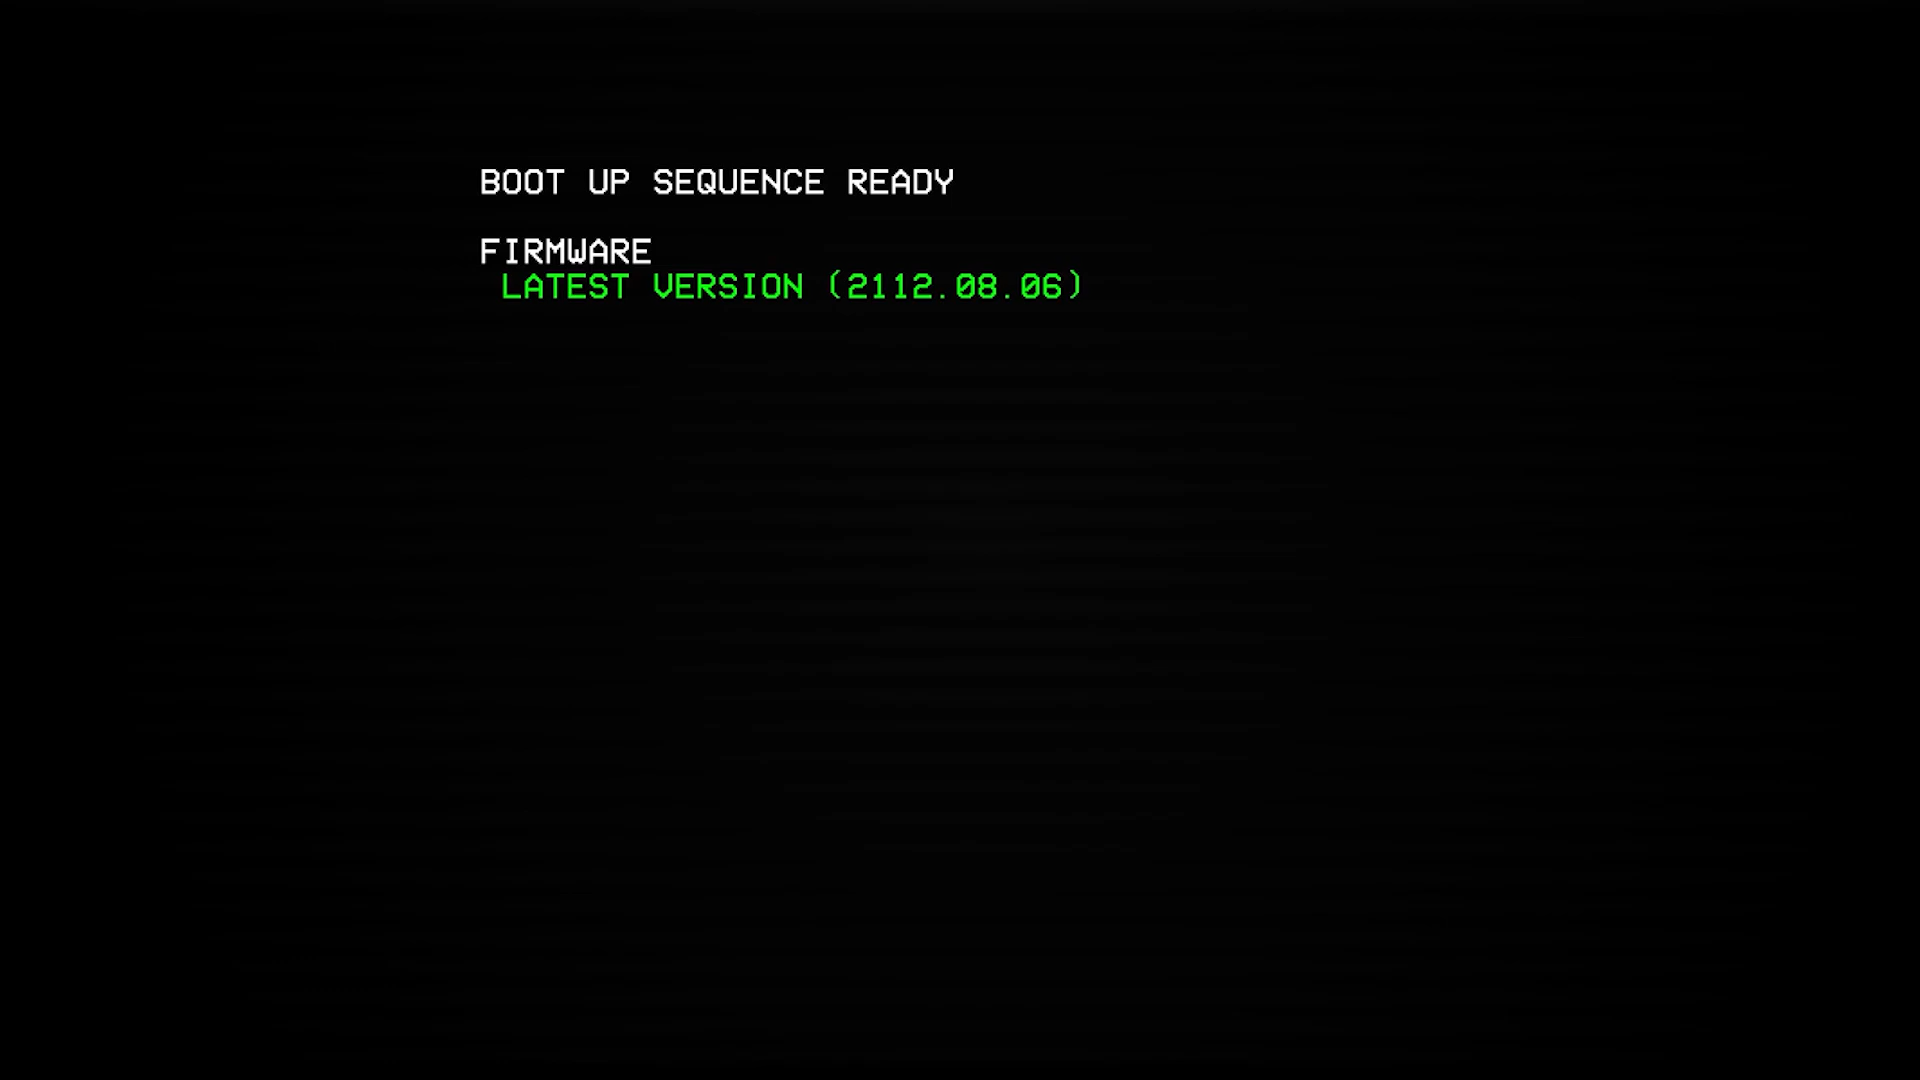 BOOT UP SEQUENCE READY
FIRMWARE
LATEST VERSION (2112.08.06)